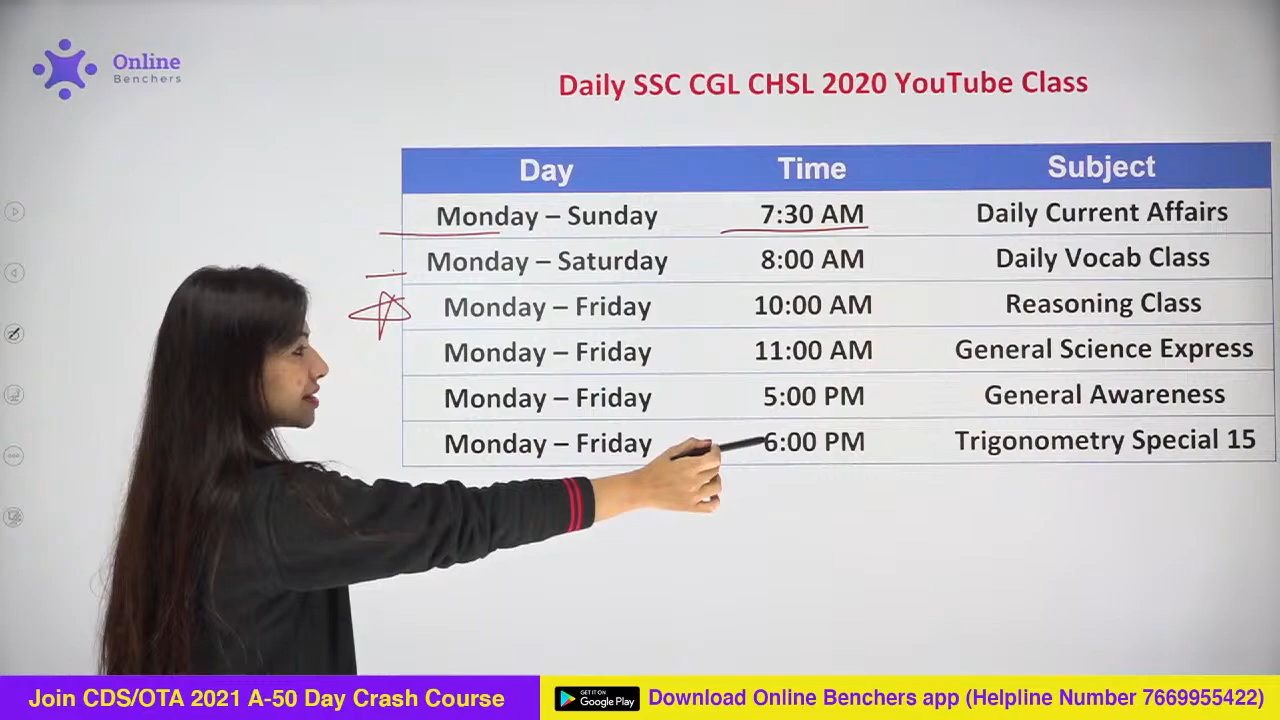 Online
Benchers
Daily SSC CGL CHSL 2020 YouTube Class
Day Time Subject
Monday – Sunday 7:30 AM Daily Current Affairs
Monday – Saturday 8:00 AM Daily Vocab Class
Monday – Friday 10:00 AM Reasoning Class
Monday – Friday 11:00 AM General Science Express
Monday – Friday 5:00 PM General Awareness
Monday – Friday 6:00 PM Trigonometry Special 15
Join CDS/OTA 2021 A-50 Day Crash Course
GET IT ON
Google Play
Download Online Benchers app (Helpline Number 7669955422)